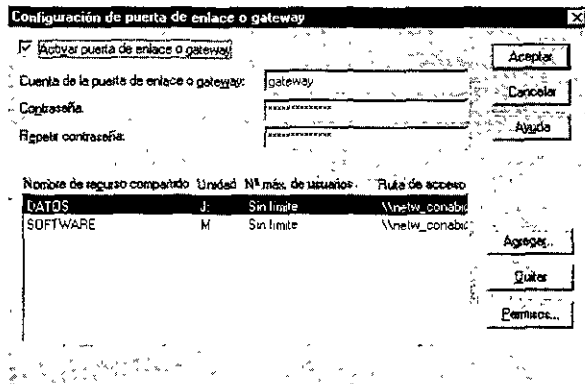 Configuración de puerta de enlace o gateway
Activar puerta de enlace o gateway
Aceptar
Cuenta de la puerta de enlace o gateway: gateway
Cancelar
Contraseña:
Repetir contraseña:
Ayuda
Nombre de recurso compartido Unidad Nº máx. de usuarios Ruta de acceso
DATOS J: Sin límite \\netw_conabio
SOFTWARE M Sin límite \\netw_conabio
Agregar...
Quitar
Permisos...